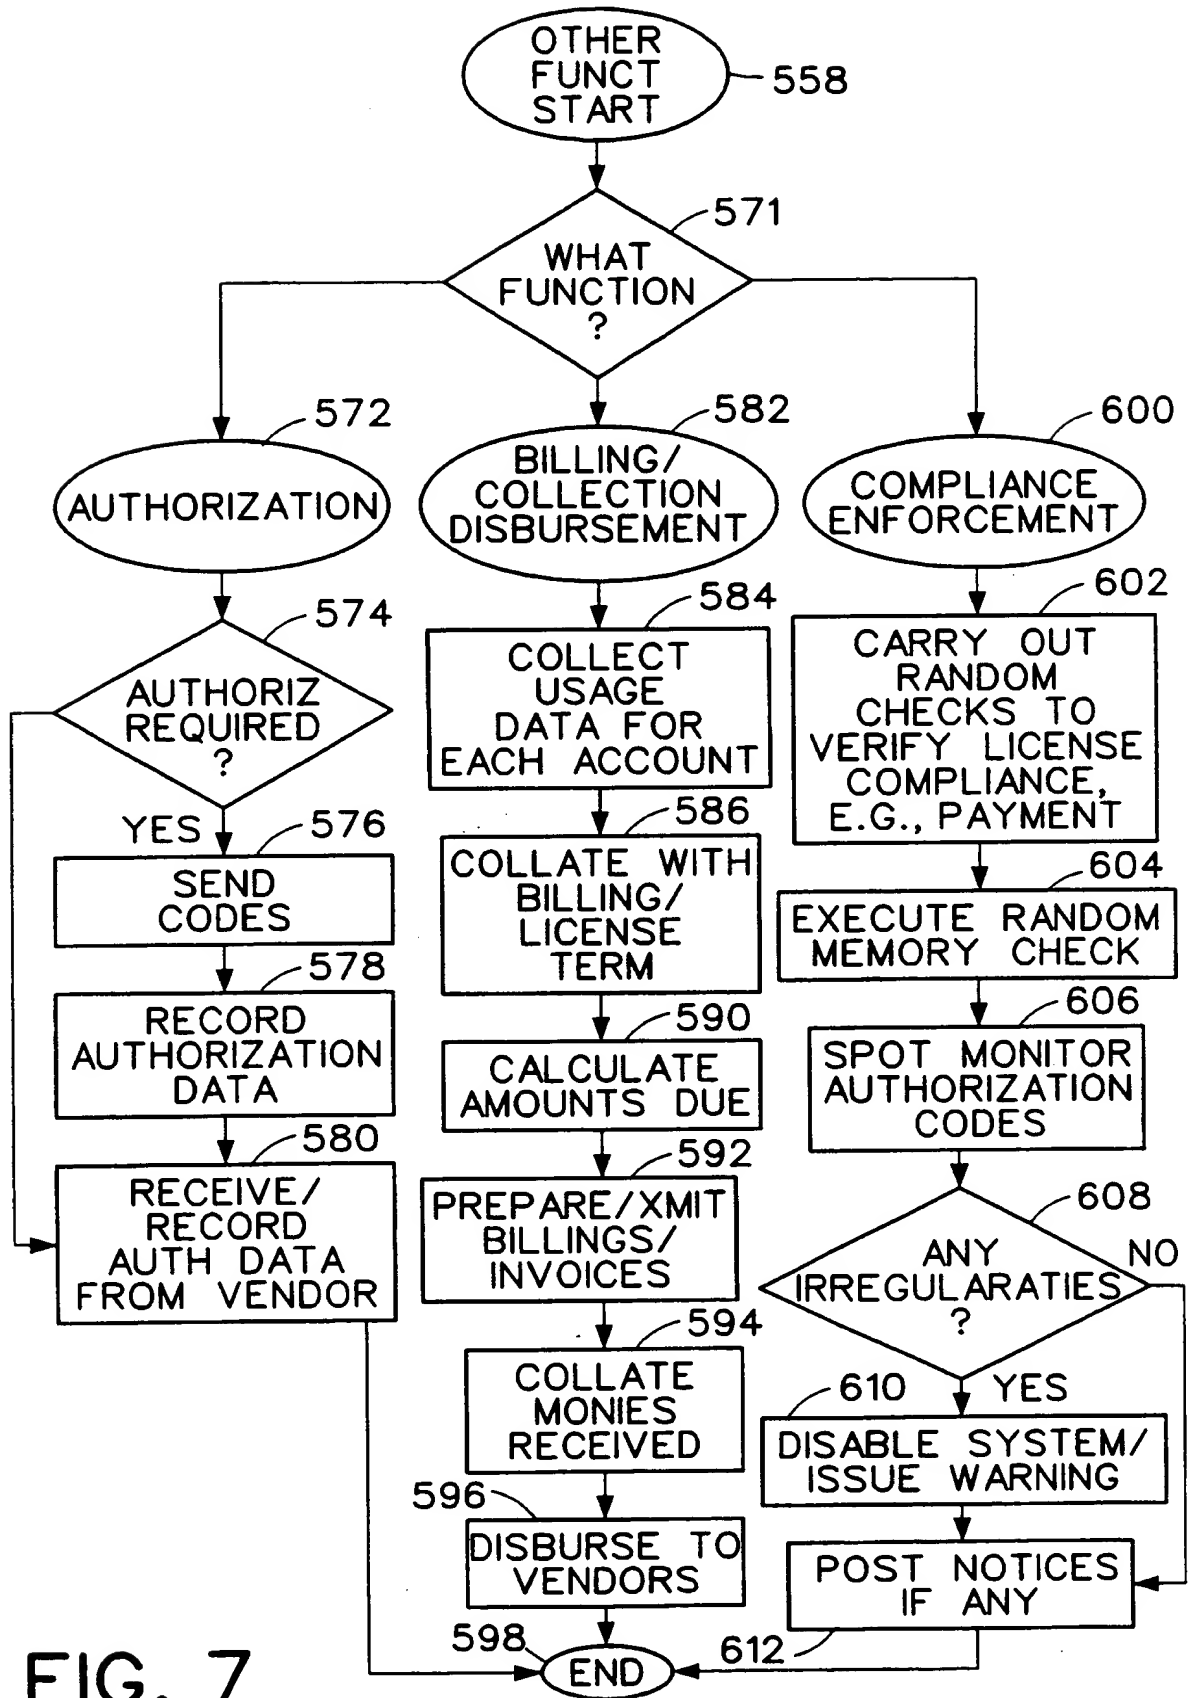 OTHER
FUNCT
START
558
571
WHAT
FUNCTION
?
572
AUTHORIZATION
574
AUTHORIZ
REQUIRED
?
YES
576
SEND
CODES
578
RECORD
AUTHORIZATION
DATA
580
RECEIVE/
RECORD
AUTH DATA
FROM VENDOR
582
BILLING/
COLLECTION
DISBURSEMENT
584
COLLECT
USAGE
DATA FOR
EACH ACCOUNT
586
COLLATE WITH
BILLING/
LICENSE
TERM
590
CALCULATE
AMOUNTS DUE
592
PREPARE/XMIT
BILLINGS/
INVOICES
594
COLLATE
MONIES
RECEIVED
596
DISBURSE TO
VENDORS
598
END
600
COMPLIANCE
ENFORCEMENT
602
CARRY OUT
RANDOM
CHECKS TO
VERIFY LICENSE
COMPLIANCE,
E.G., PAYMENT
604
EXECUTE RANDOM
MEMORY CHECK
606
SPOT MONITOR
AUTHORIZATION
CODES
608
ANY
IRREGULARATIES
?
NO
YES
610
DISABLE SYSTEM/
ISSUE WARNING
POST NOTICES
IF ANY
612
FIG. 7